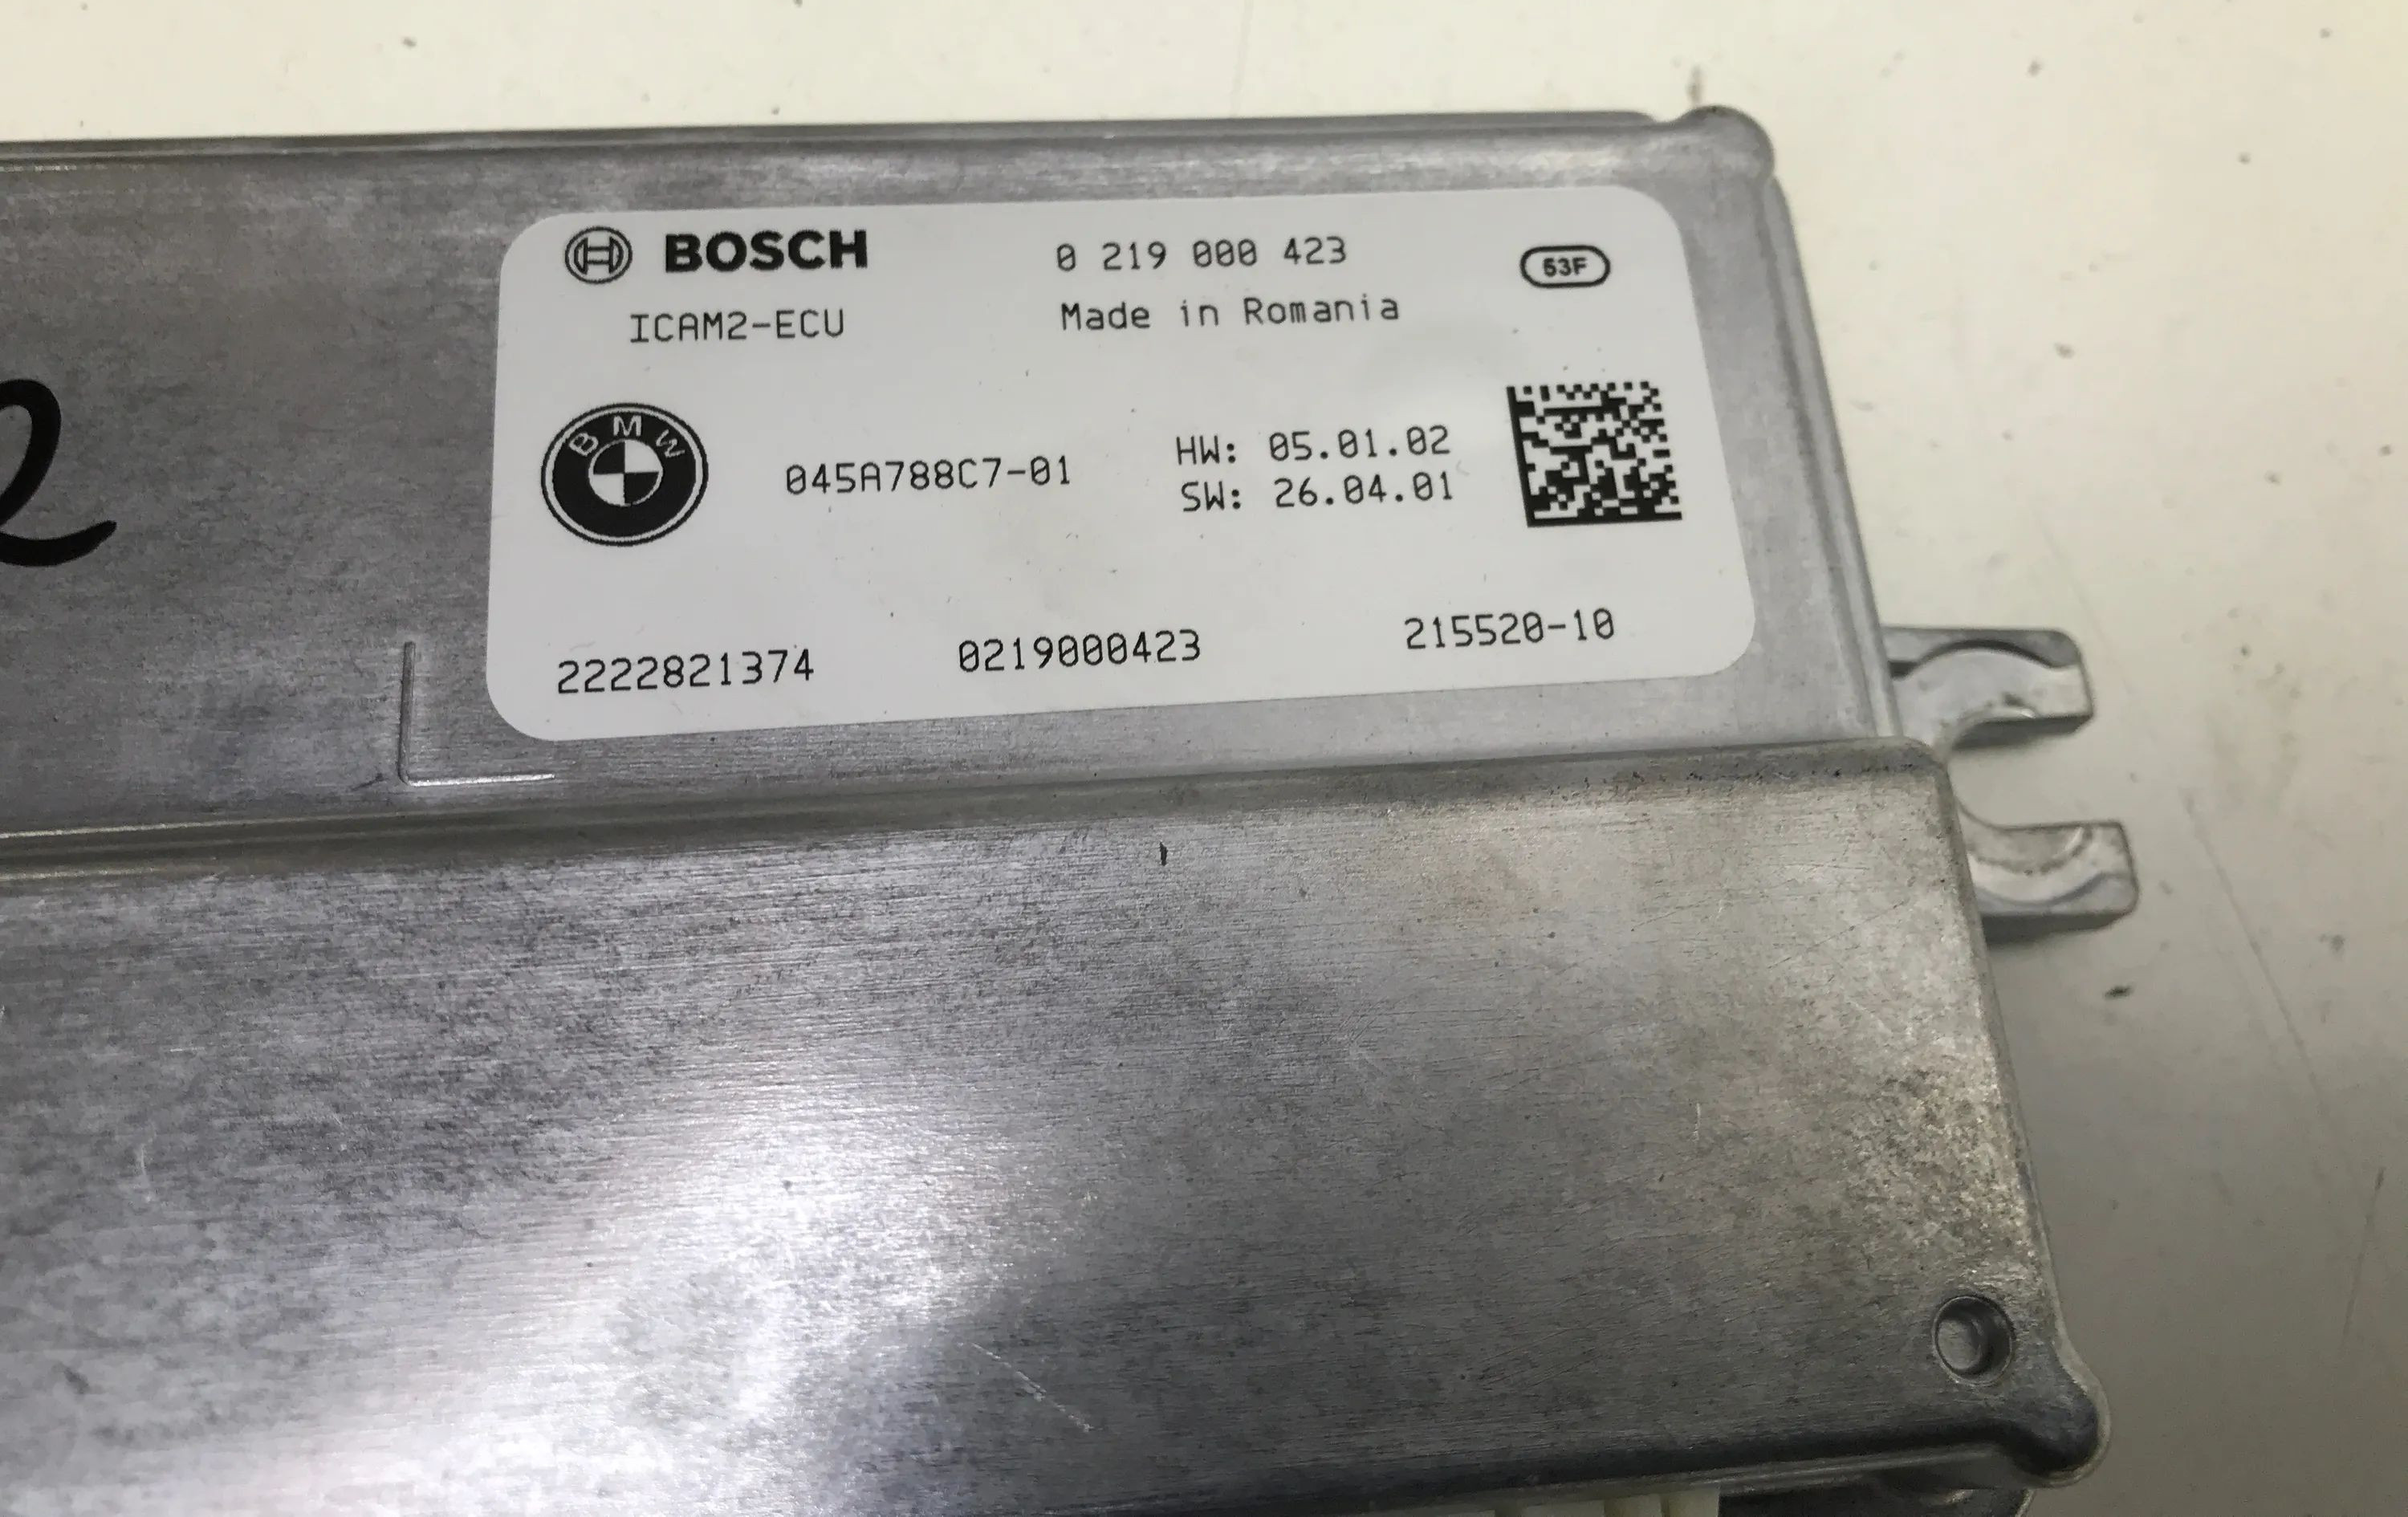 BOSCH 0 219 000 423 53F
ICAM2-ECU Made in Romania
BMW
045A788C7-01 HW: 05.01.02
SW: 26.04.01
2222821374 0219000423 215520-10